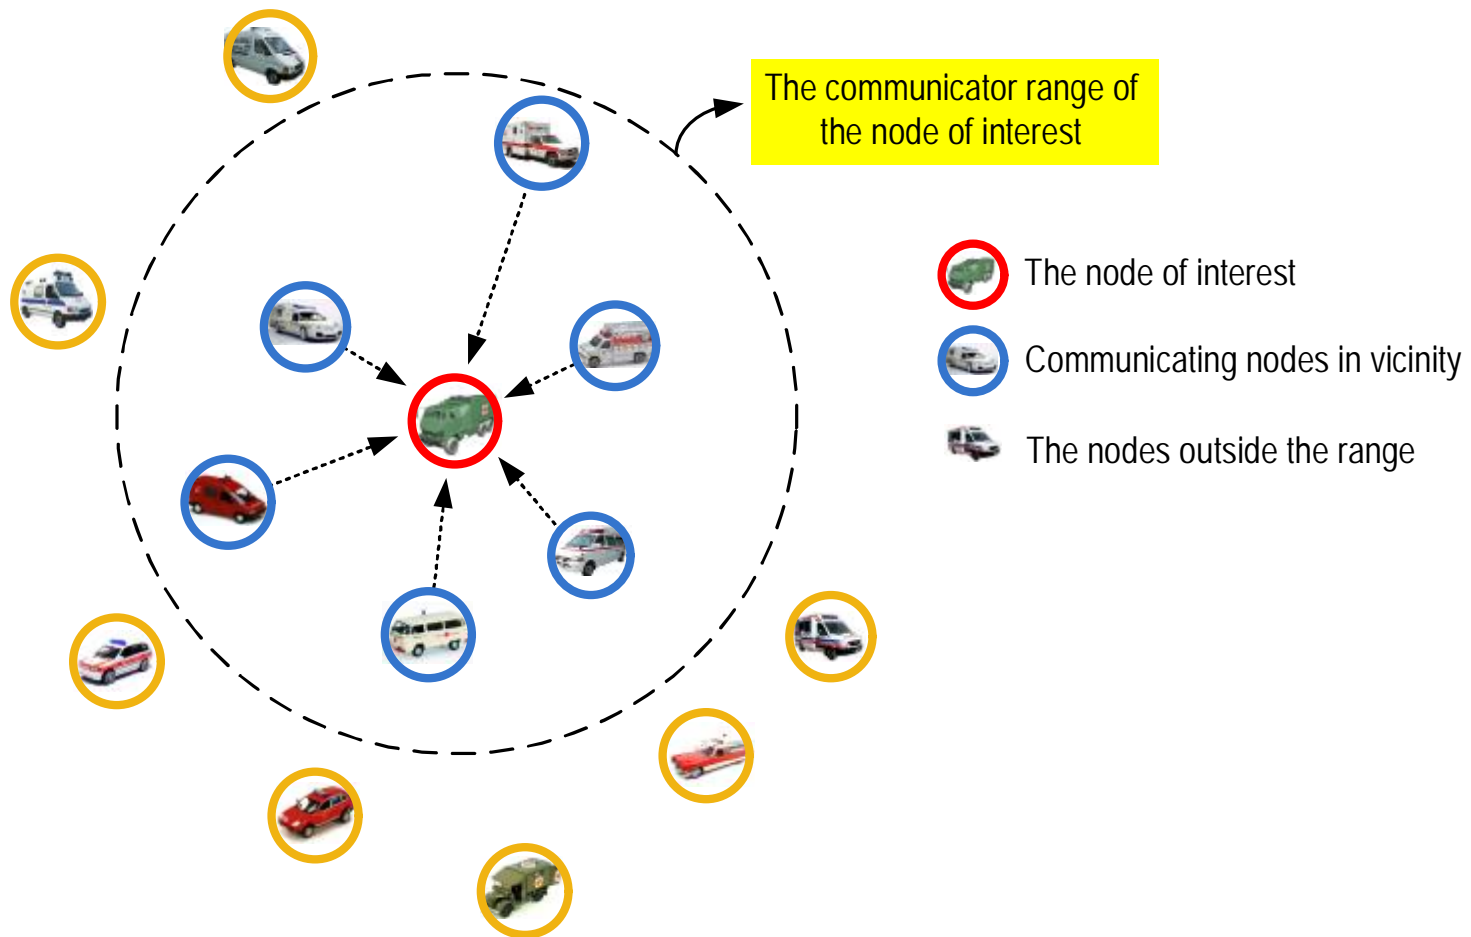 The communicator range of
the node of interest
The node of interest
Communicating nodes in vicinity
The nodes outside the range